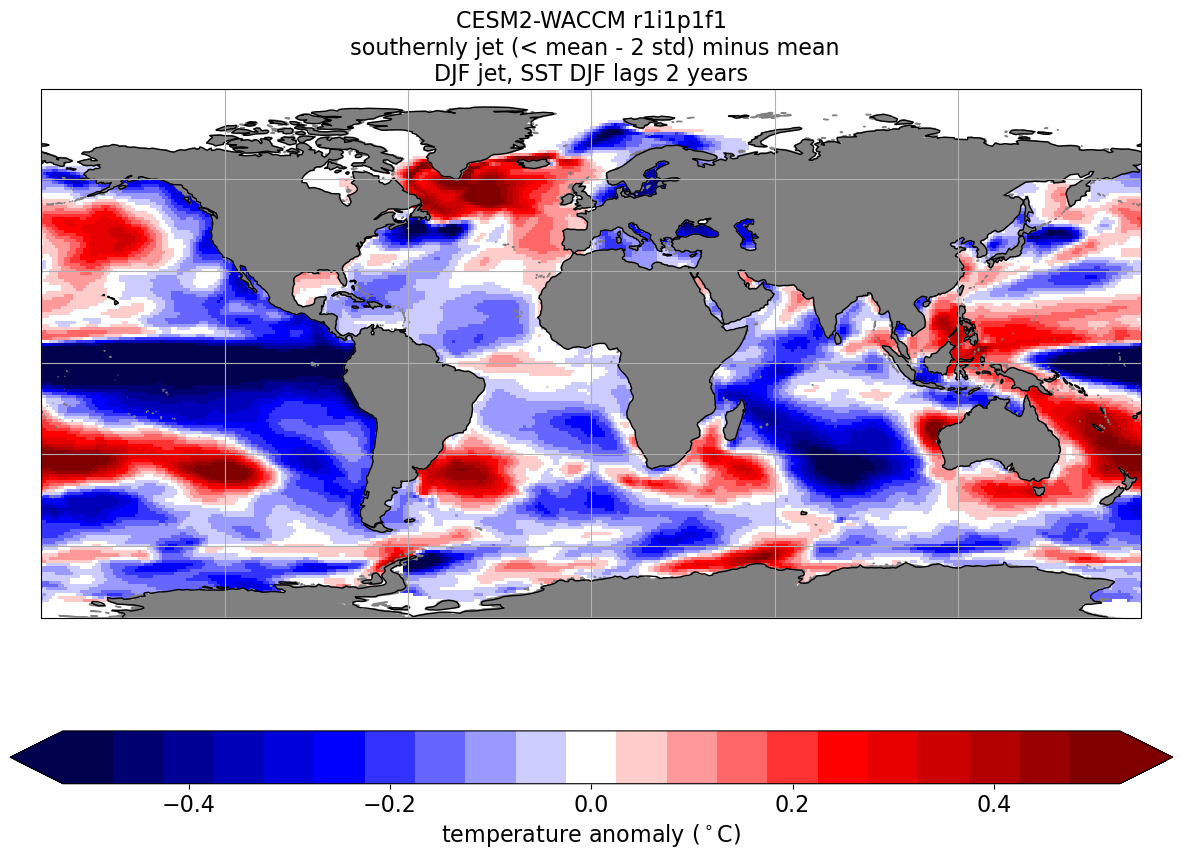 CESM2-WACCM r1i1p1f1
southernly jet (< mean - 2 std) minus mean
DJF jet, SST DJF lags 2 years
−0.4 −0.2 0.0 0.2 0.4
temperature anomaly (°C)